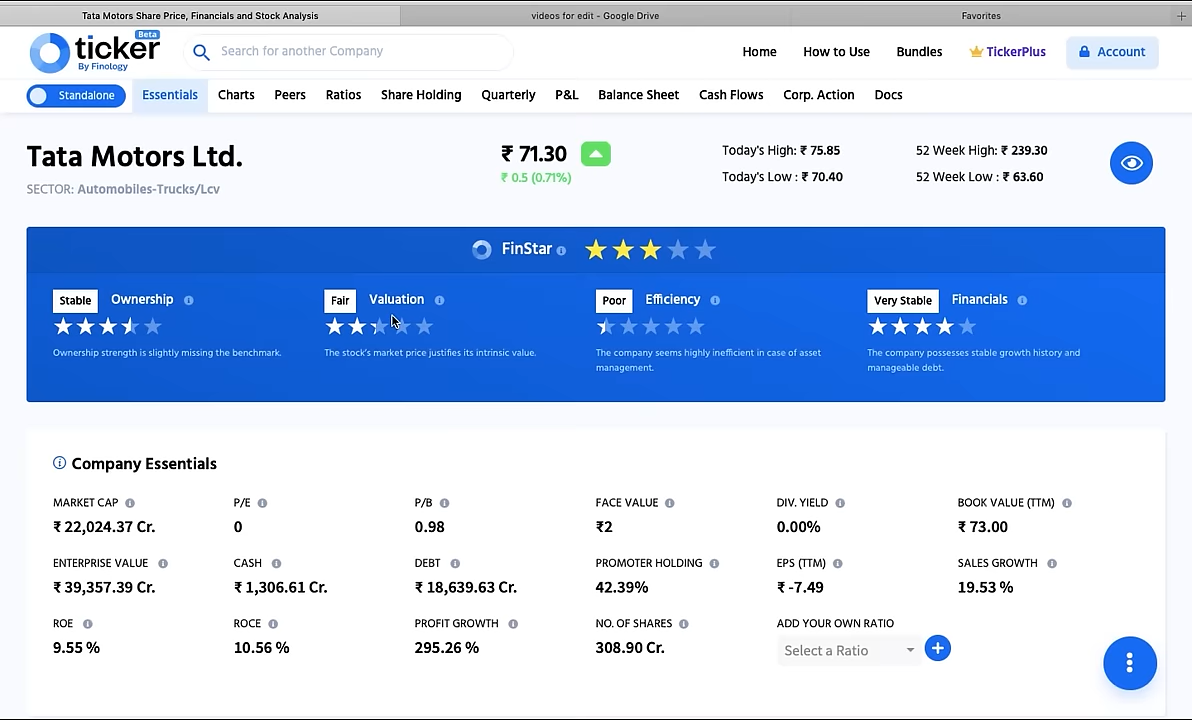 Tata Motors Share Price, Financials and Stock Analysis
videos for edit - Google Drive
Favorites
ticker Beta
By Finology
Search for another Company
Home
How to Use
Bundles
TickerPlus
Account
Standalone
Essentials
Charts
Peers
Ratios
Share Holding
Quarterly
P&L
Balance Sheet
Cash Flows
Corp. Action
Docs
Tata Motors Ltd.
SECTOR: Automobiles-Trucks/Lcv
₹ 71.30
₹ 0.5 (0.71%)
Today's High: ₹ 75.85
Today's Low : ₹ 70.40
52 Week High: ₹ 239.30
52 Week Low : ₹ 63.60
FinStar
Stable Ownership
Ownership strength is slightly missing the benchmark.
Fair Valuation
The stock's market price justifies its intrinsic value.
Poor Efficiency
The company seems highly inefficient in case of asset
management.
Very Stable Financials
The company possesses stable growth history and
manageable debt.
Company Essentials
MARKET CAP
₹ 22,024.37 Cr.
P/E
0
P/B
0.98
FACE VALUE
₹2
DIV. YIELD
0.00%
BOOK VALUE (TTM)
₹ 73.00
ENTERPRISE VALUE
₹ 39,357.39 Cr.
CASH
₹ 1,306.61 Cr.
DEBT
₹ 18,639.63 Cr.
PROMOTER HOLDING
42.39%
EPS (TTM)
₹ -7.49
SALES GROWTH
19.53 %
ROE
9.55 %
ROCE
10.56 %
PROFIT GROWTH
295.26 %
NO. OF SHARES
308.90 Cr.
ADD YOUR OWN RATIO
Select a Ratio